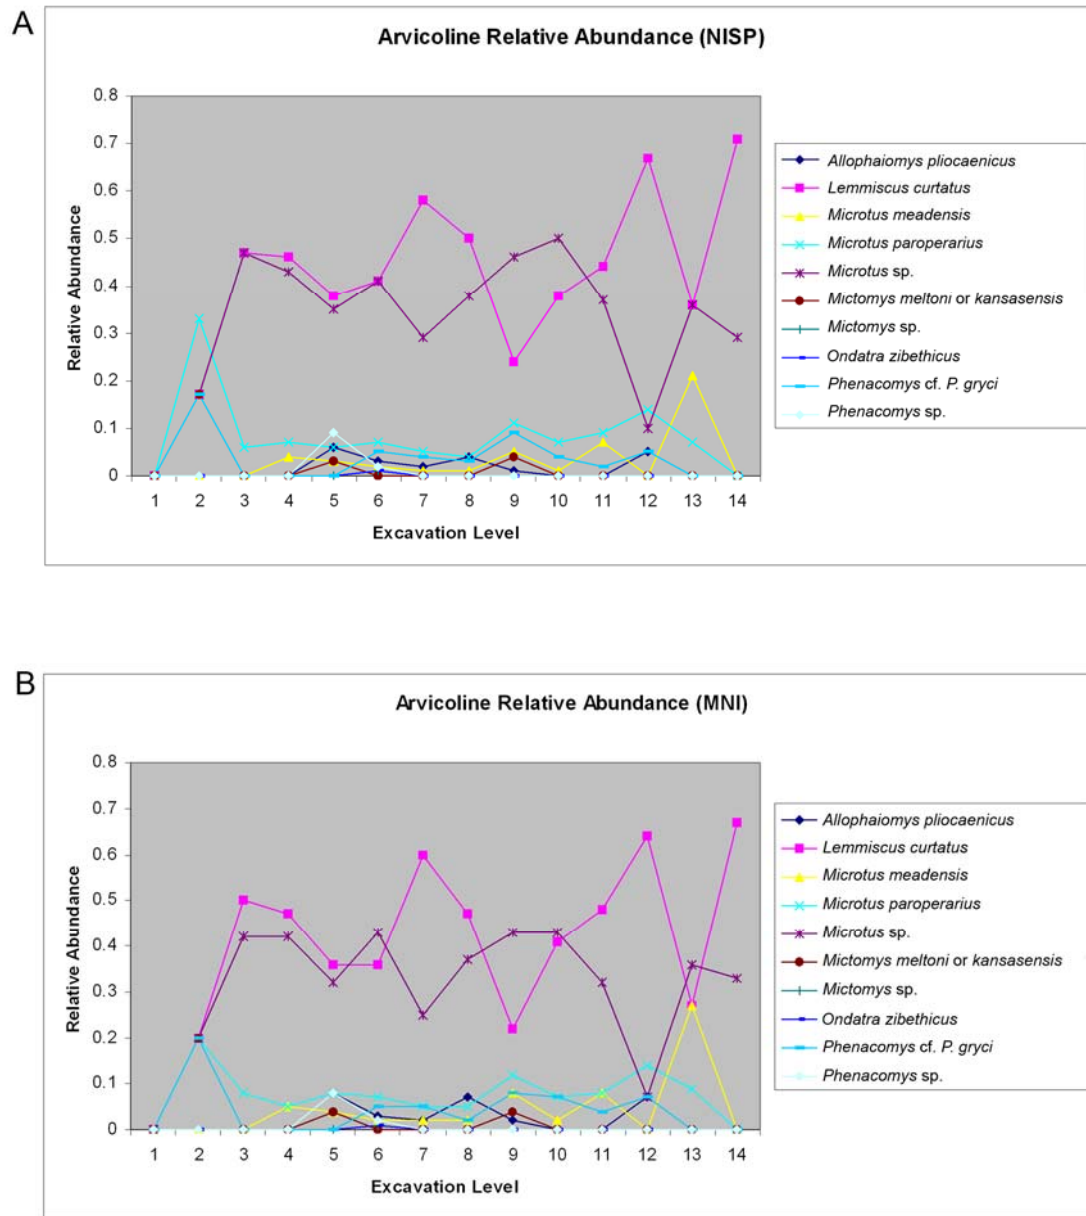 A
Arvicoline Relative Abundance (NISP)
0.8
0.7
0.6
0.5
0.4
0.3
0.2
0.1
0
Relative Abundance
1 2 3 4 5 6 7 8 9 10 11 12 13 14
Excavation Level
Allophaiomys pliocaenicus
Lemmiscus curtatus
Microtus meadensis
Microtus paroperarius
Microtus sp.
Mictomys meltoni or kansasensis
Mictomys sp.
Ondatra zibethicus
Phenacomys cf. P. gryci
Phenacomys sp.
B
Arvicoline Relative Abundance (MNI)
0.8
0.7
0.6
0.5
0.4
0.3
0.2
0.1
0
Relative Abundance
1 2 3 4 5 6 7 8 9 10 11 12 13 14
Excavation Level
Allophaiomys pliocaenicus
Lemmiscus curtatus
Microtus meadensis
Microtus paroperarius
Microtus sp.
Mictomys meltoni or kansasensis
Mictomys sp.
Ondatra zibethicus
Phenacomys cf. P. gryci
Phenacomys sp.